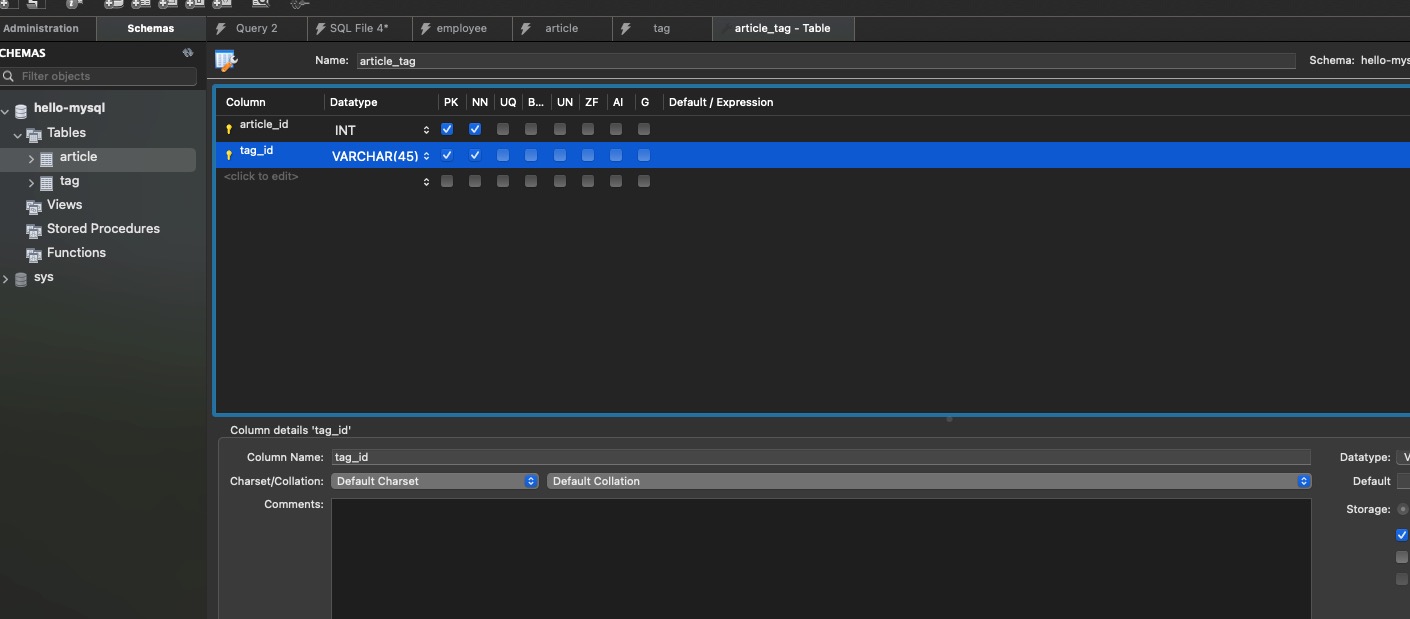 Administration Schemas Query 2 SQL File 4* employee article tag article_tag - Table
CHEMAS
Name: article_tag Schema: hello-mys
Filter objects
Column Datatype PK NN UQ B... UN ZF AI G Default / Expression
hello-mysql
article_id INT
Tables
tag_id VARCHAR(45)
article
<click to edit>
tag
Views
Stored Procedures
Functions
sys
Column details 'tag_id'
Column Name: tag_id Datatype: V
Charset/Collation: Default Charset Default Collation Default
Comments: Storage: